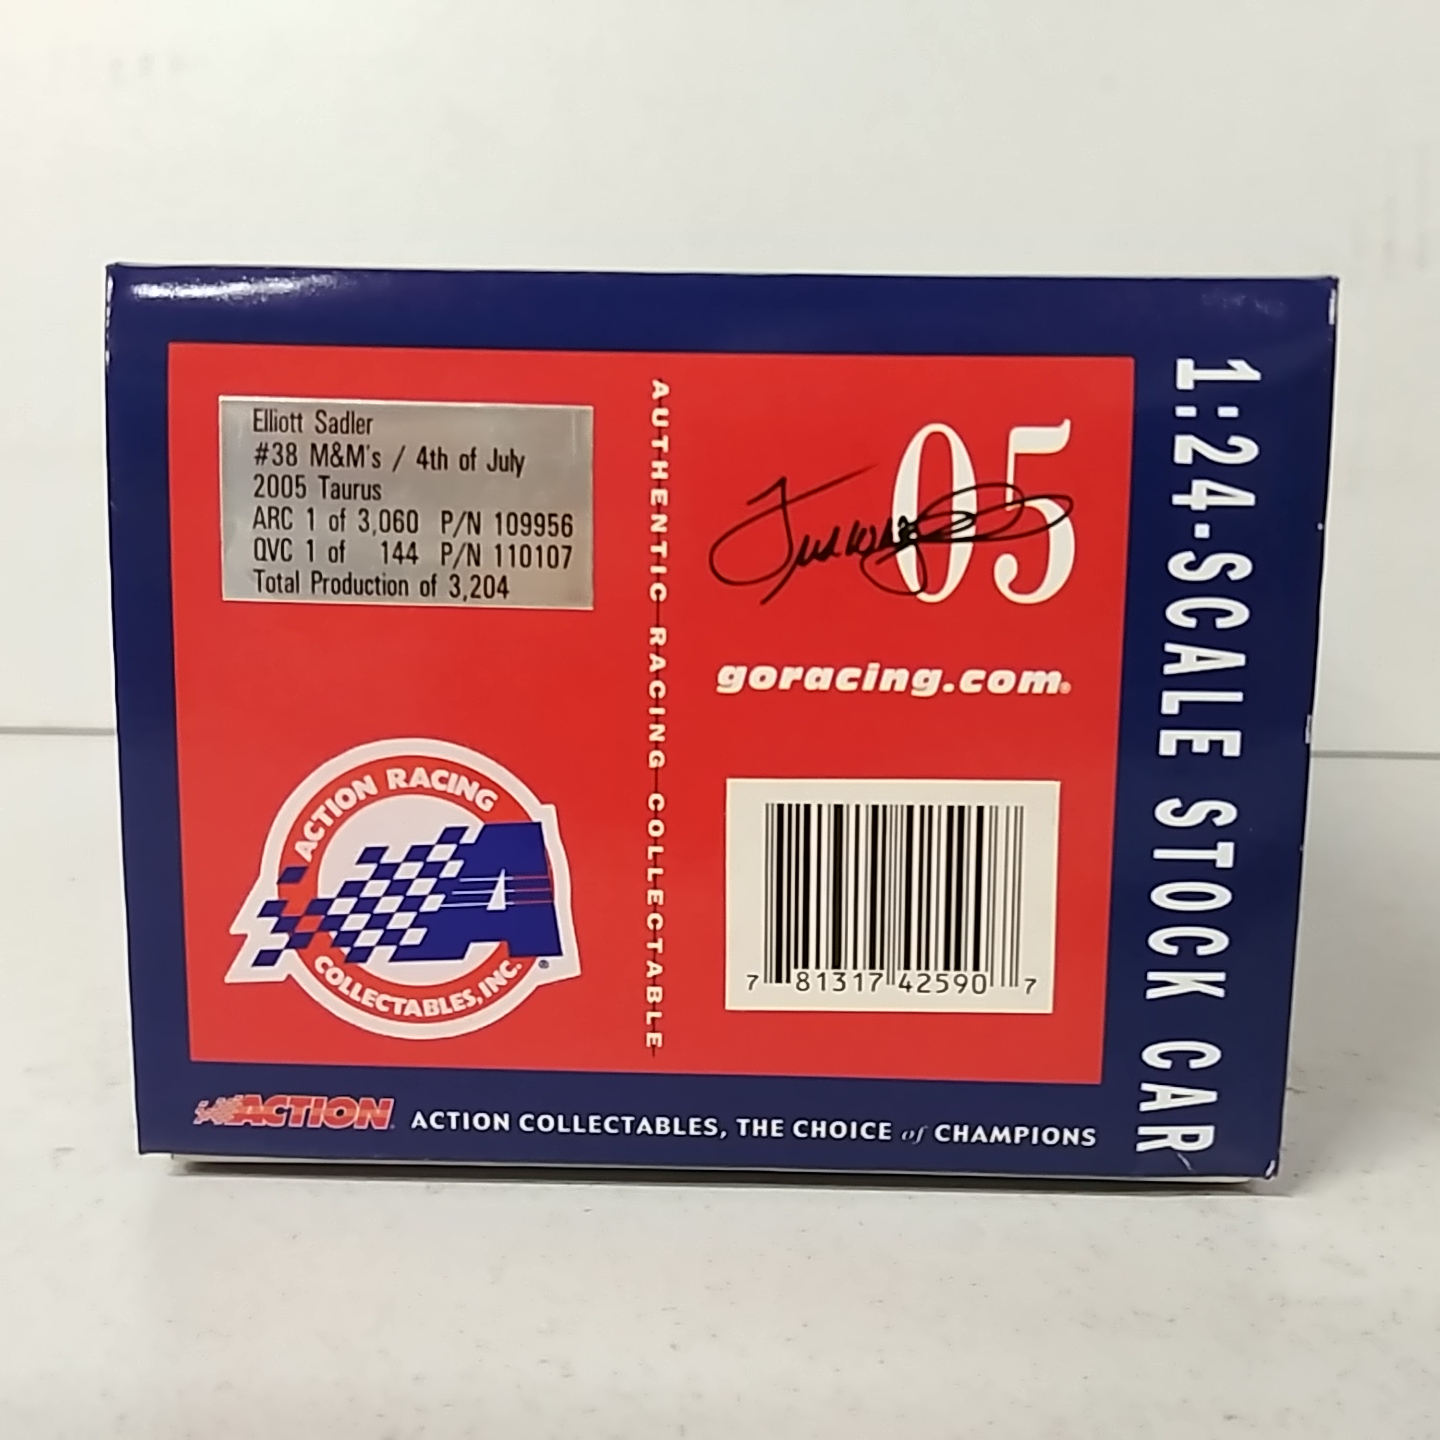 Elliott Sadler
#38 M&M's / 4th of July
2005 Taurus
ARC 1 of 3,060 P/N 109956
QVC 1 of 144 P/N 110107
Total Production of 3,204
AUTHENTIC RACING COLLECTABLE
05
goracing.com®
7 81317 42590 7
ACTION RACING
A
COLLECTABLES, INC.®
ACTION
ACTION COLLECTABLES, THE CHOICE of CHAMPIONS
1:24-SCALE STOCK CAR